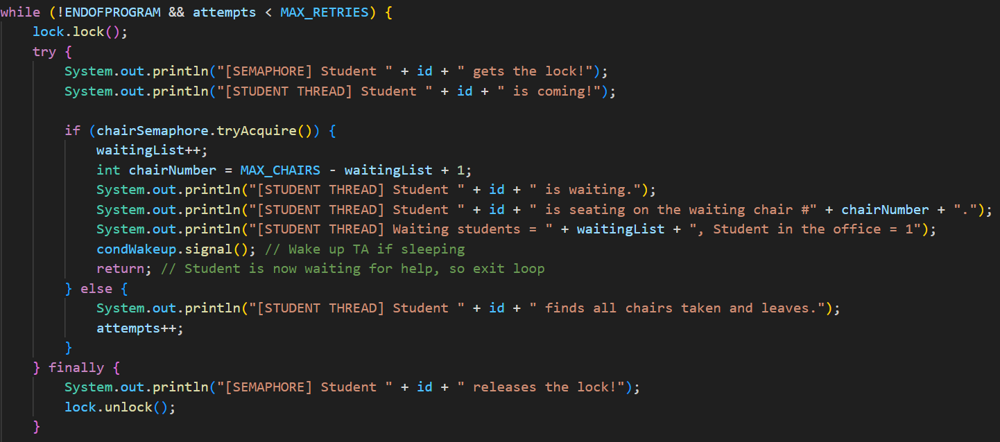 while (!ENDOFPROGRAM && attempts < MAX_RETRIES) {
    lock.lock();
    try {
        System.out.println("[SEMAPHORE] Student " + id + " gets the lock!");
        System.out.println("[STUDENT THREAD] Student " + id + " is coming!");

        if (chairSemaphore.tryAcquire()) {
            waitingList++;
            int chairNumber = MAX_CHAIRS - waitingList + 1;
            System.out.println("[STUDENT THREAD] Student " + id + " is waiting.");
            System.out.println("[STUDENT THREAD] Student " + id + " is seating on the waiting chair #" + chairNumber + ".");
            System.out.println("[STUDENT THREAD] Waiting students = " + waitingList + ", Student in the office = 1");
            condWakeup.signal(); // Wake up TA if sleeping
            return; // Student is now waiting for help, so exit loop
        } else {
            System.out.println("[STUDENT THREAD] Student " + id + " finds all chairs taken and leaves.");
            attempts++;
        }
    } finally {
        System.out.println("[SEMAPHORE] Student " + id + " releases the lock!");
        lock.unlock();
    }